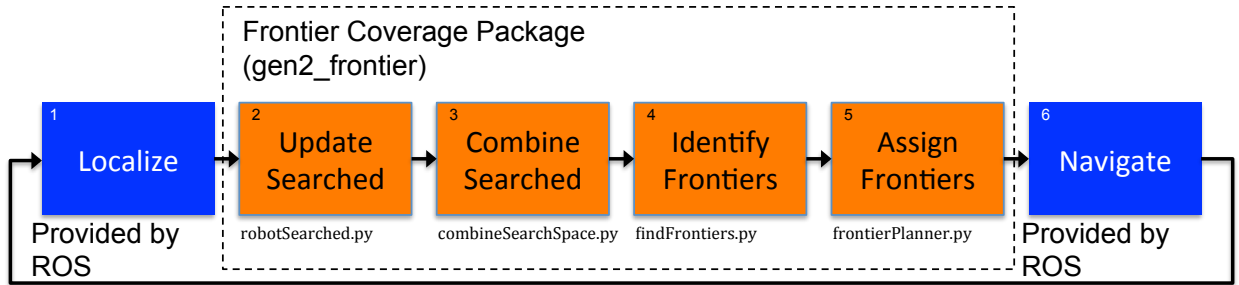 Frontier Coverage Package
(gen2_frontier)
1
Localize
Provided by
ROS
2
Update
Searched
robotSearched.py
3
Combine
Searched
combineSearchSpace.py
4
Identify
Frontiers
findFrontiers.py
5
Assign
Frontiers
frontierPlanner.py
6
Navigate
Provided by
ROS